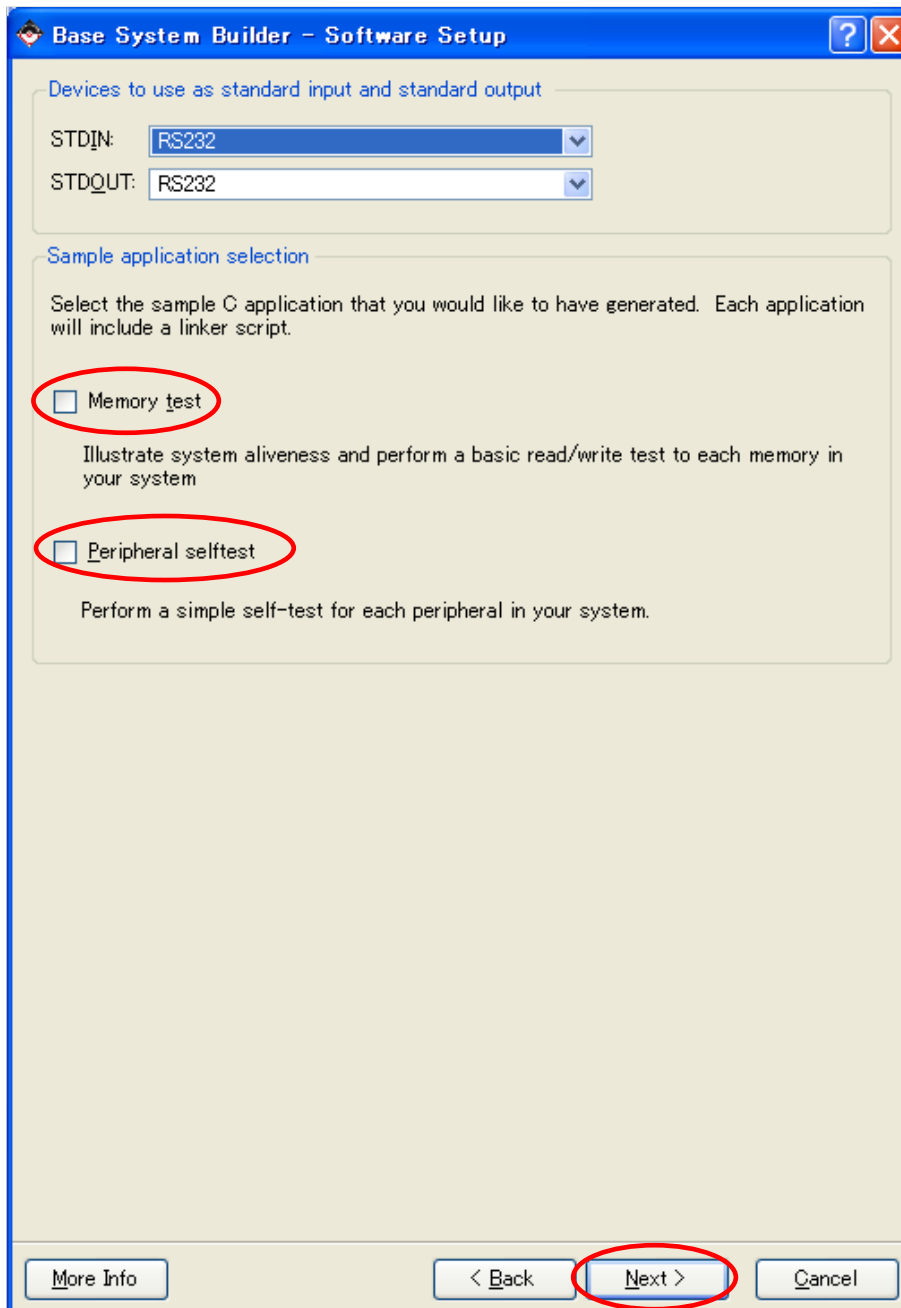 Base System Builder - Software Setup
Devices to use as standard input and standard output
STDIN: RS232
STDOUT: RS232
Sample application selection
Select the sample C application that you would like to have generated. Each application
will include a linker script.
Memory test
Illustrate system aliveness and perform a basic read/write test to each memory in
your system
Peripheral selftest
Perform a simple self-test for each peripheral in your system.
More Info
< Back
Next >
Cancel